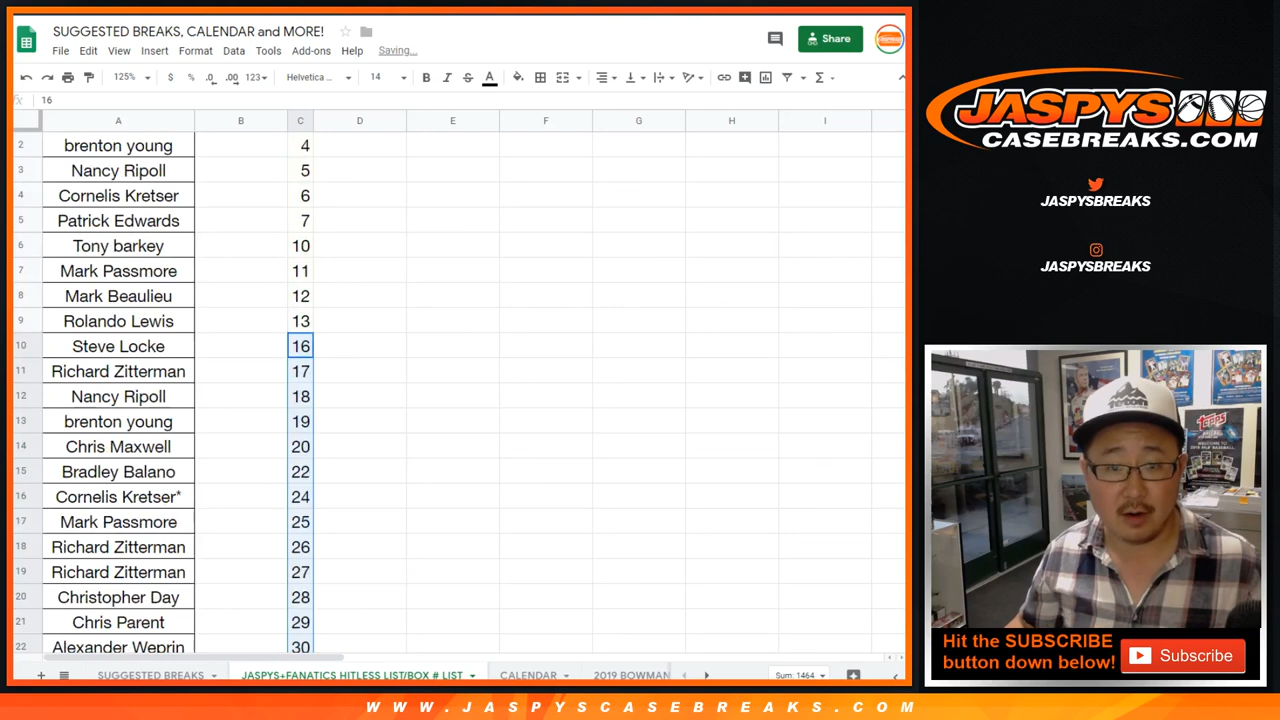 SUGGESTED BREAKS, CALENDAR and MORE!
File Edit View Insert Format Data Tools Add-ons Help Saving...
Share
125% $ % .0 .00 123 Helvetica... 14 B I S A
16
A B C D E F G H I
2 brenton young 4
3 Nancy Ripoll 5
4 Cornelis Kretser 6
5 Patrick Edwards 7
6 Tony barkey 10
7 Mark Passmore 11
8 Mark Beaulieu 12
9 Rolando Lewis 13
10 Steve Locke 16
11 Richard Zitterman 17
12 Nancy Ripoll 18
13 brenton young 19
14 Chris Maxwell 20
15 Bradley Balano 22
16 Cornelis Kretser* 24
17 Mark Passmore 25
18 Richard Zitterman 26
19 Richard Zitterman 27
20 Christopher Day 28
21 Chris Parent 29
22 Alexander Weprin 30
SUGGESTED BREAKS JASPYS+FANATICS HITLESS LIST/BOX # LIST CALENDAR 2019 BOWMAN Sum: 1464
JASPYS
CASEBREAKS.COM
JASPYSBREAKS
JASPYSBREAKS
teton
TOPPS
Hit the SUBSCRIBE
button down below!
Subscribe
WWW.JASPYSCASEBREAKS.COM